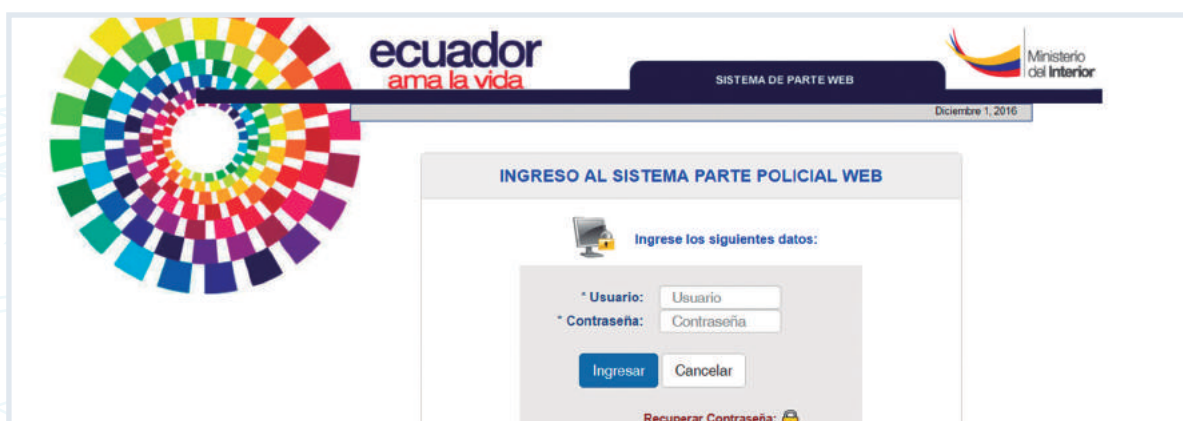 ecuador
ama la vida
SISTEMA DE PARTE WEB
Ministerio
del Interior
Diciembre 1, 2016
INGRESO AL SISTEMA PARTE POLICIAL WEB
Ingrese los siguientes datos:
* Usuario: Usuario
* Contraseña: Contraseña
Ingresar Cancelar
Recuperar Contraseña: